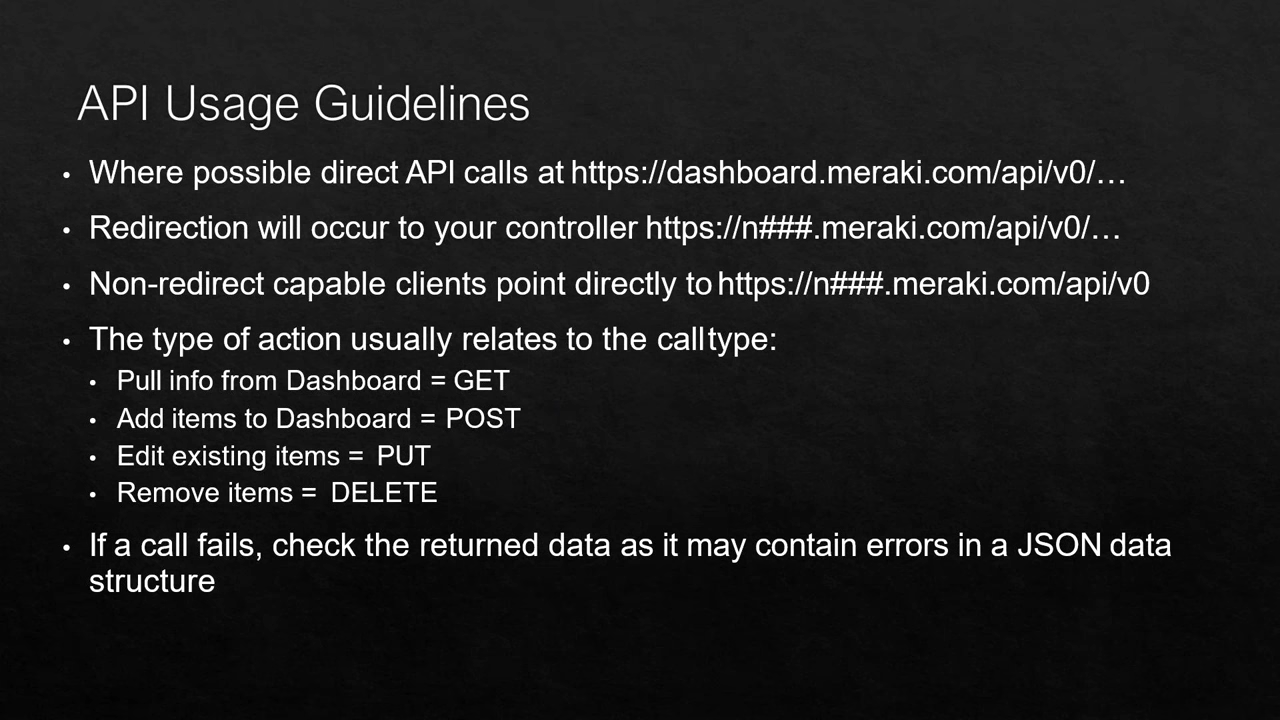 API Usage Guidelines
• Where possible direct API calls at https://dashboard.meraki.com/api/v0/…
• Redirection will occur to your controller https://n###.meraki.com/api/v0/…
• Non-redirect capable clients point directly to https://n###.meraki.com/api/v0
• The type of action usually relates to the call type:
• Pull info from Dashboard = GET
• Add items to Dashboard = POST
• Edit existing items = PUT
• Remove items = DELETE
• If a call fails, check the returned data as it may contain errors in a JSON data
structure